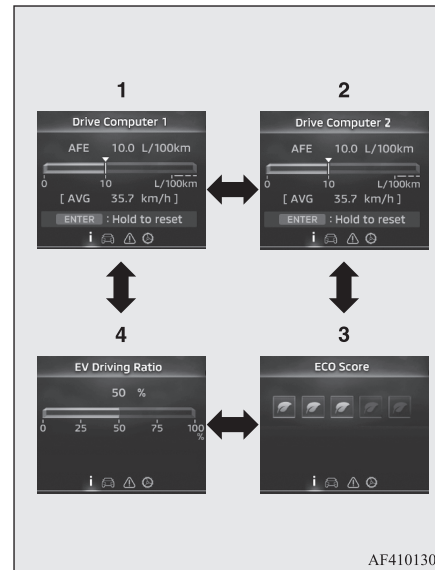 1
2
Drive Computer 1
AFE 10.0 L/100km
0 10 L/100km
[ AVG 35.7 km/h ]
ENTER : Hold to reset
Drive Computer 2
AFE 10.0 L/100km
0 10 L/100km
[ AVG 35.7 km/h ]
ENTER : Hold to reset
4
3
EV Driving Ratio
50 %
0 25 50 75 100
%
ECO Score
AF410130